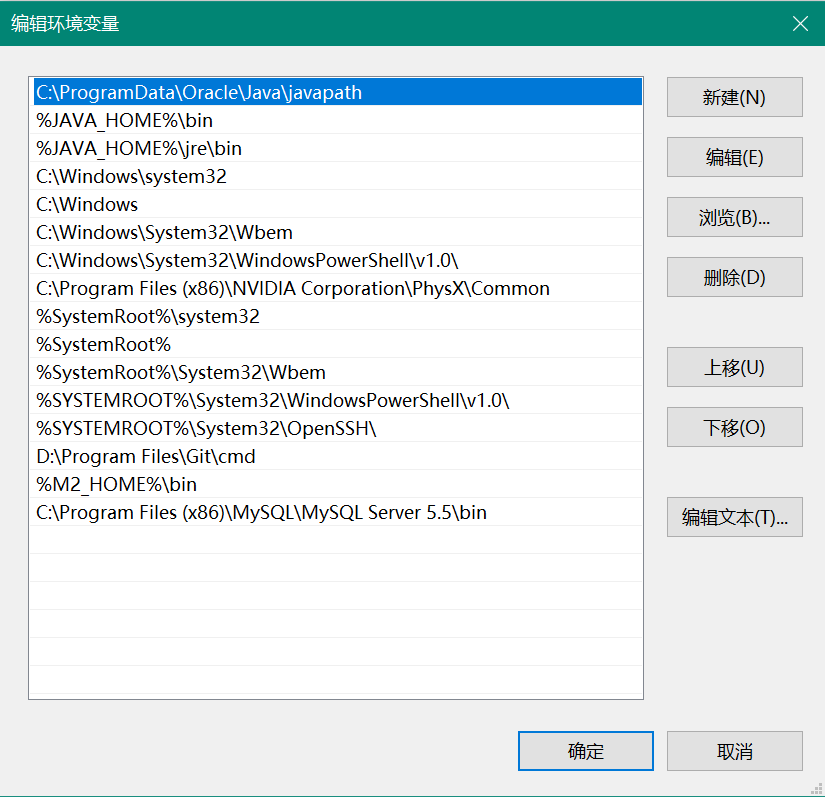 编辑环境变量
C:\ProgramData\Oracle\Java\javapath
%JAVA_HOME%\bin
%JAVA_HOME%\jre\bin
C:\Windows\system32
C:\Windows
C:\Windows\System32\Wbem
C:\Windows\System32\WindowsPowerShell\v1.0\
C:\Program Files (x86)\NVIDIA Corporation\PhysX\Common
%SystemRoot%\system32
%SystemRoot%
%SystemRoot%\System32\Wbem
%SYSTEMROOT%\System32\WindowsPowerShell\v1.0\
%SYSTEMROOT%\System32\OpenSSH\
D:\Program Files\Git\cmd
%M2_HOME%\bin
C:\Program Files (x86)\MySQL\MySQL Server 5.5\bin
新建(N)
编辑(E)
浏览(B)...
删除(D)
上移(U)
下移(O)
编辑文本(T)...
确定
取消